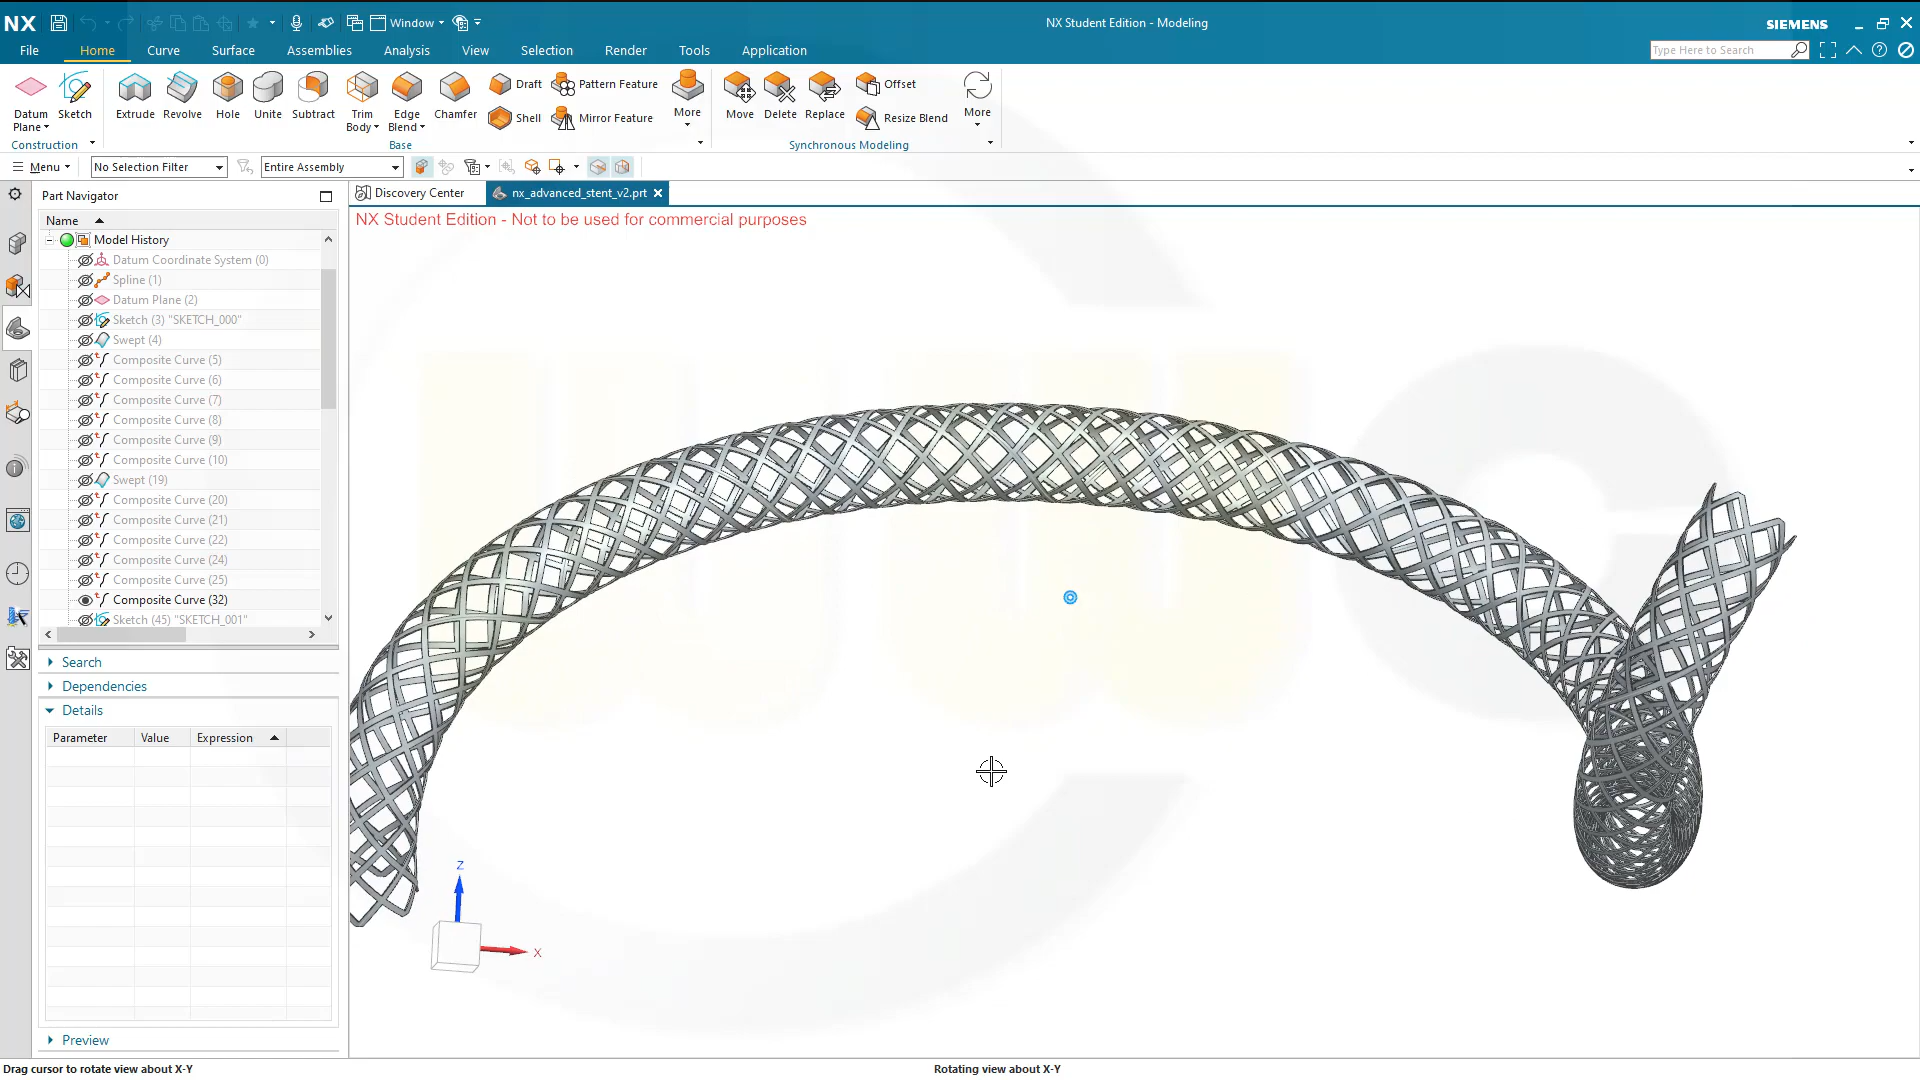 NX
Window
NX Student Edition - Modeling
SIEMENS
File
Home
Curve
Surface
Assemblies
Analysis
View
Selection
Render
Tools
Application
Type Here to Search
Datum
Plane
Sketch
Extrude
Revolve
Hole
Unite
Subtract
Trim
Body
Edge
Blend
Chamfer
Draft
Shell
Pattern Feature
Mirror Feature
More
Move
Delete
Replace
Offset
Resize Blend
More
Construction
Base
Synchronous Modeling
Menu
No Selection Filter
Entire Assembly
Part Navigator
Discovery Center
nx_advanced_stent_v2.prt
NX Student Edition - Not to be used for commercial purposes
Name
Model History
Datum Coordinate System (0)
Spline (1)
Datum Plane (2)
Sketch (3) "SKETCH_000"
Swept (4)
Composite Curve (5)
Composite Curve (6)
Composite Curve (7)
Composite Curve (8)
Composite Curve (9)
Composite Curve (10)
Swept (19)
Composite Curve (20)
Composite Curve (21)
Composite Curve (22)
Composite Curve (24)
Composite Curve (25)
Composite Curve (32)
Sketch (45) "SKETCH_001"
Search
Dependencies
Details
Parameter Value Expression
Preview
Z
X
Drag cursor to rotate view about X-Y
Rotating view about X-Y